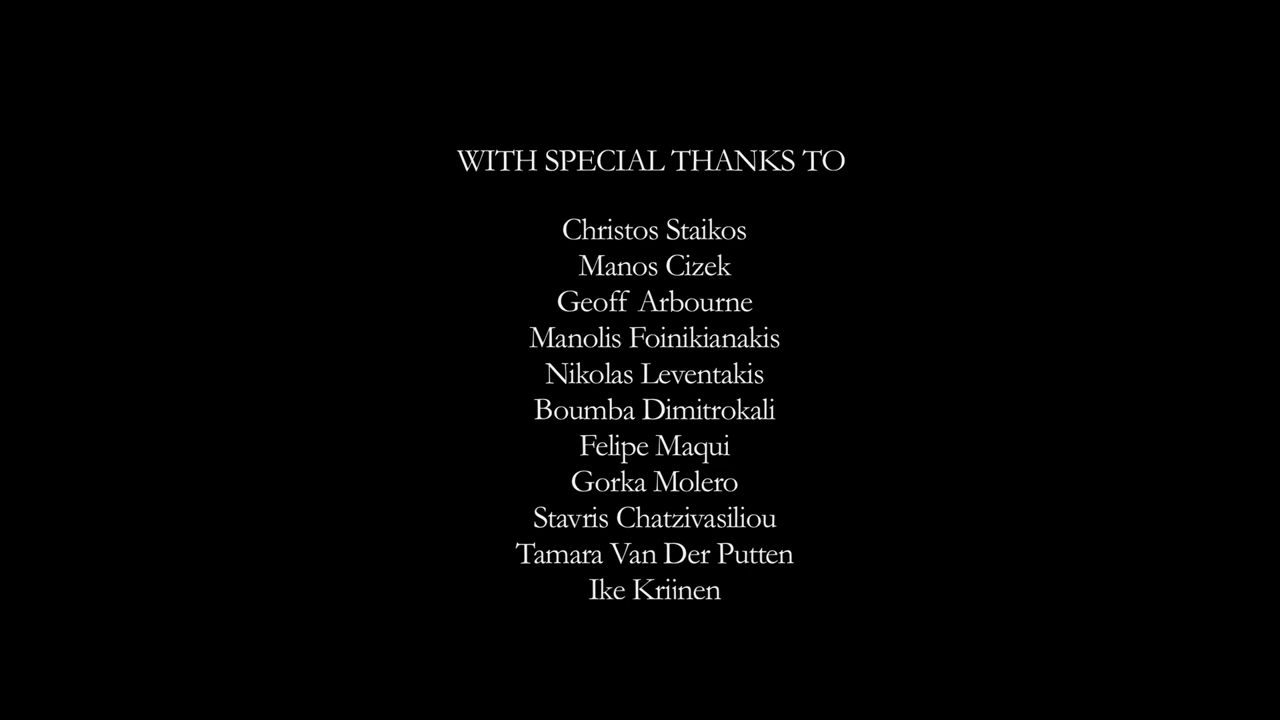 WITH SPECIAL THANKS TO
Christos Staikos
Manos Cizek
Geoff Arbourne
Manolis Foinikianakis
Nikolas Leventakis
Boumba Dimitrokali
Felipe Maqui
Gorka Molero
Stavris Chatzivasiliou
Tamara Van Der Putten
Ike Kriinen